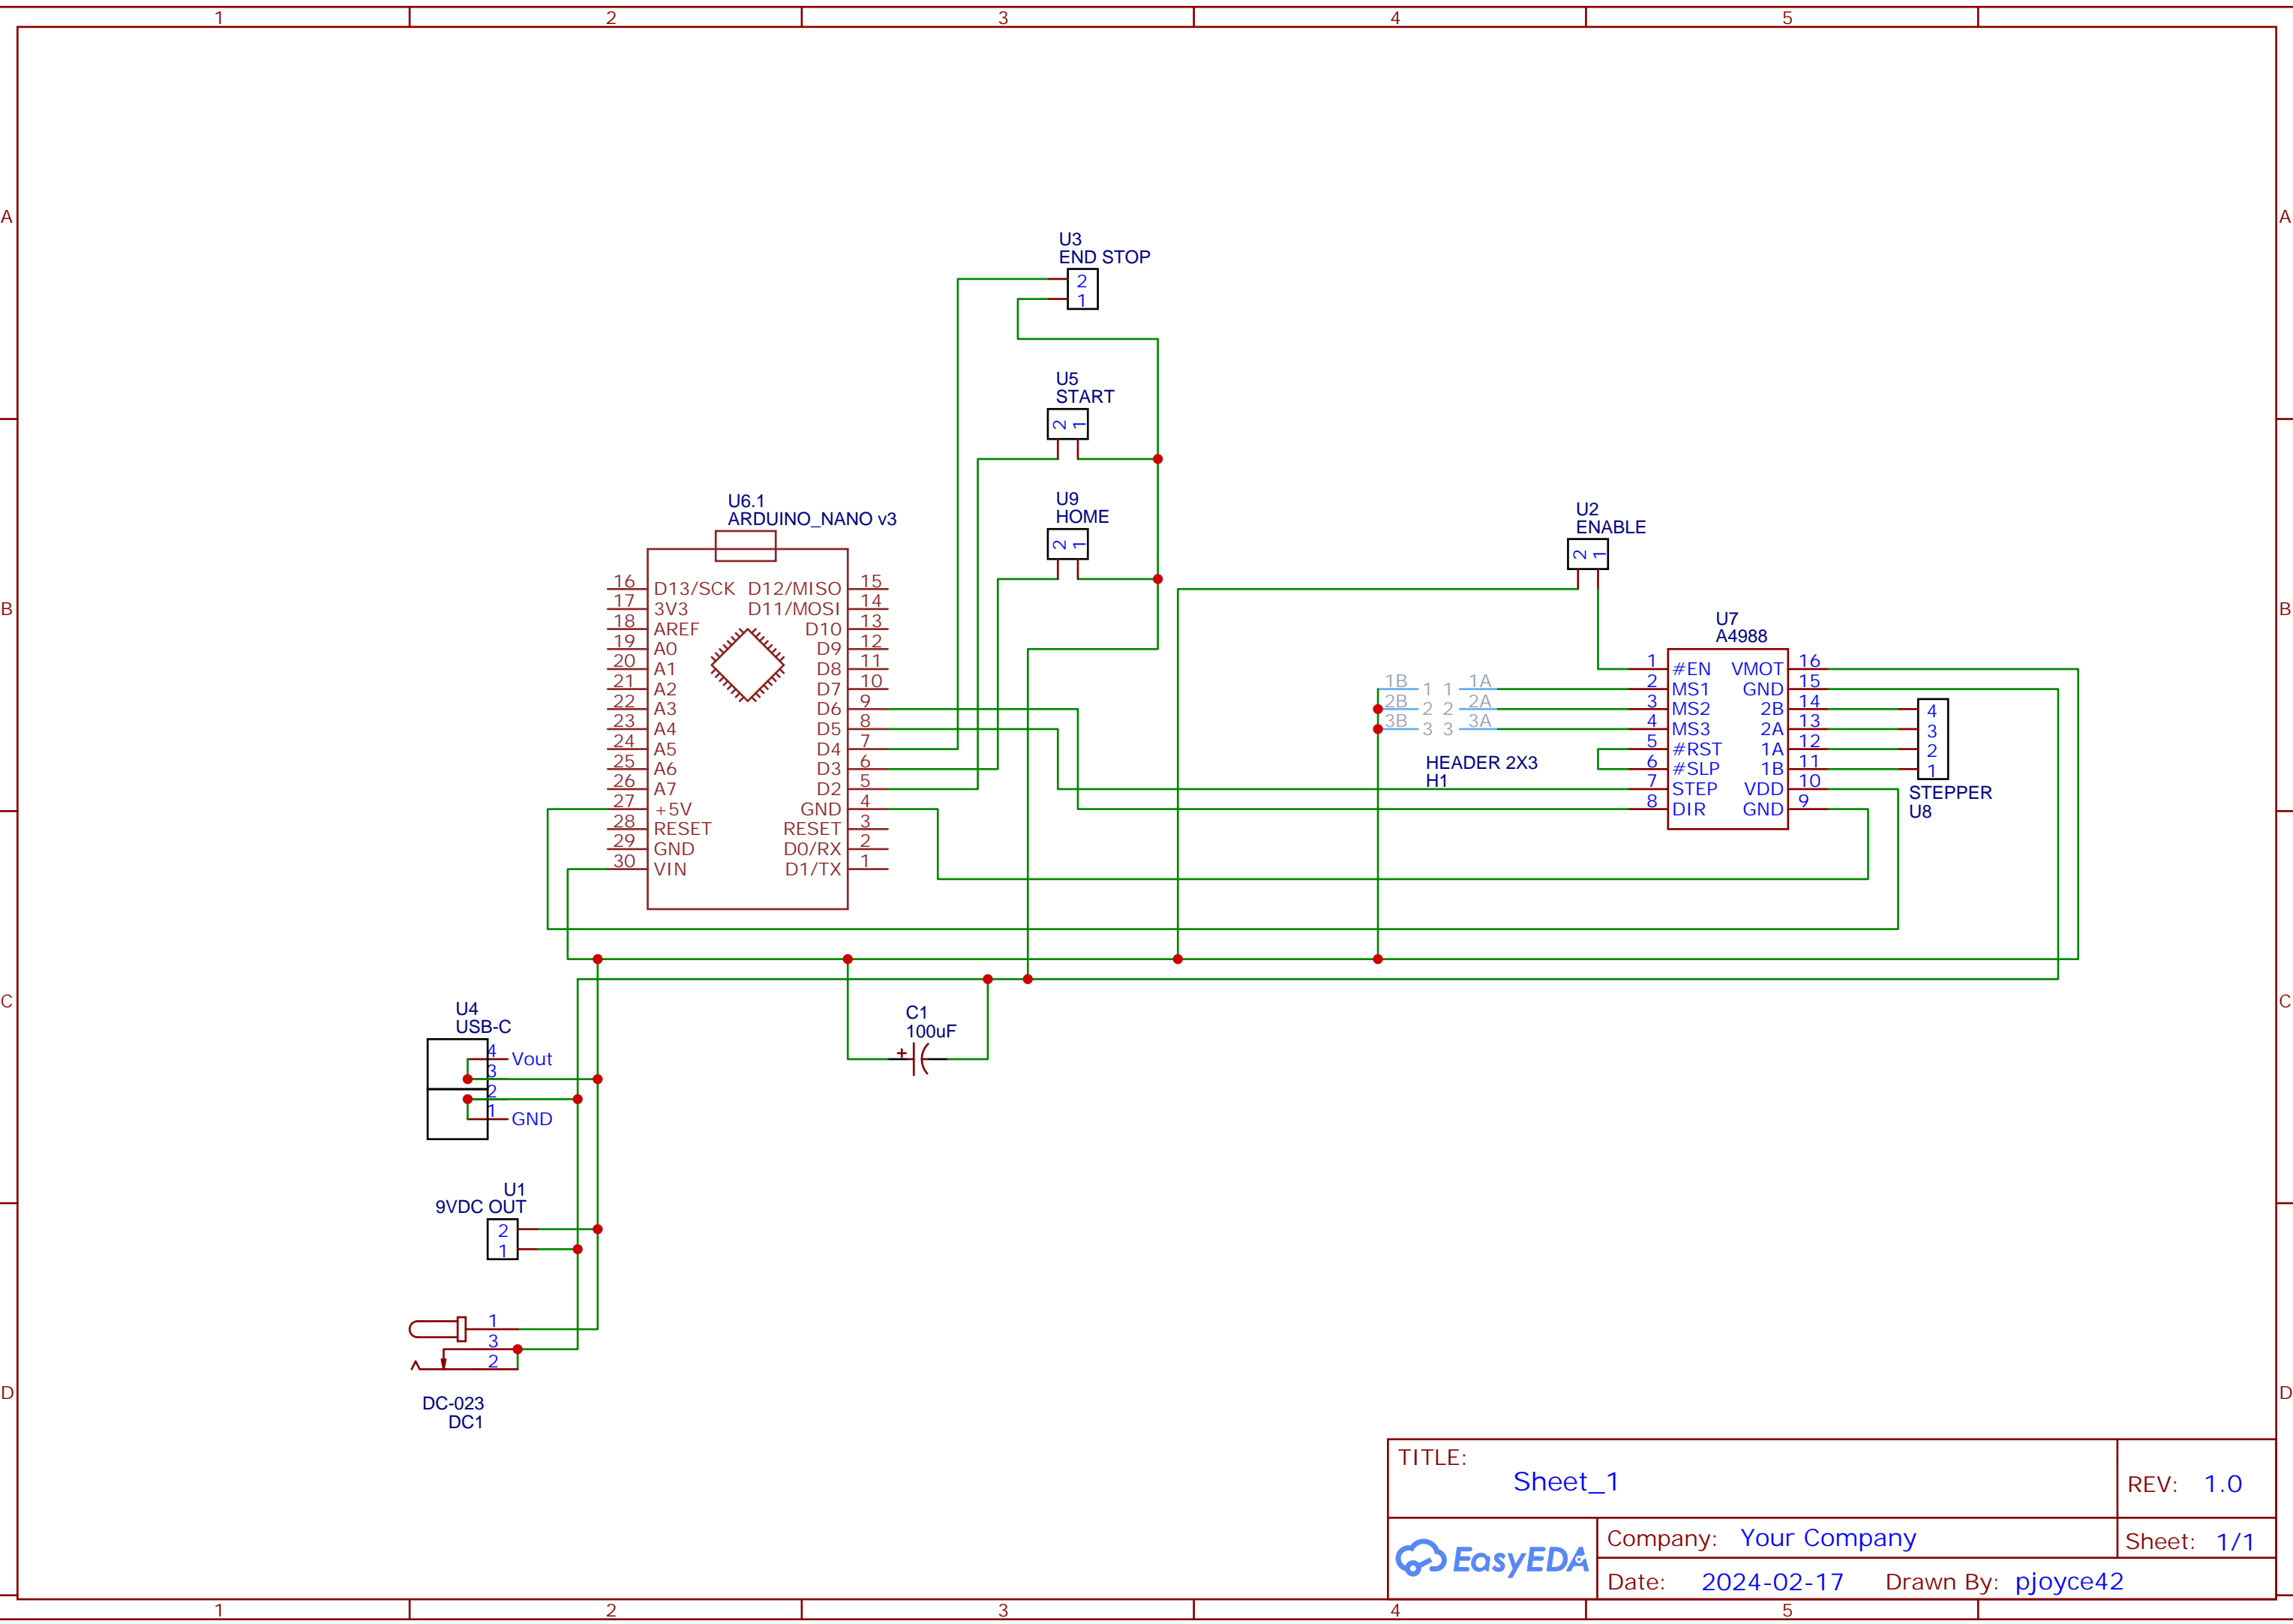 1 2 3 4 5
A A
U3
END STOP
2
1
U5
START
2 1
B B
U9
HOME
2 1
U6.1
ARDUINO_NANO v3
16 D13/SCK D12/MISO 15
17 3V3 D11/MOSI 14
18 AREF D10 13
19 A0 D9 12
20 A1 D8 11
21 A2 D7 10
22 A3 D6 9
23 A4 D5 8
24 A5 D4 7
25 A6 D3 6
26 A7 D2 5
27 +5V GND 4
28 RESET RESET 3
29 GND D0/RX 2
30 VIN D1/TX 1
U2
ENABLE
2 1
U7
A4988
1 #EN VMOT 16
2 MS1 GND 15
3 MS2 2B 14
4 MS3 2A 13
5 #RST 1A 12
6 #SLP 1B 11
7 STEP VDD 10
8 DIR GND 9
1B 1 1 1A
2B 2 2 2A
3B 3 3 3A
HEADER 2X3
H1
4
3
2
1
STEPPER
U8
C C
U4
USB-C
4 Vout
3
2
1 GND
C1
100uF
+
U1
9VDC OUT
2
1
1
3
2
DC-023
DC1
D D
TITLE:
Sheet_1
REV: 1.0
EasyEDA
Company: Your Company
Sheet: 1/1
Date: 2024-02-17 Drawn By: pjoyce42
1 2 3 4 5